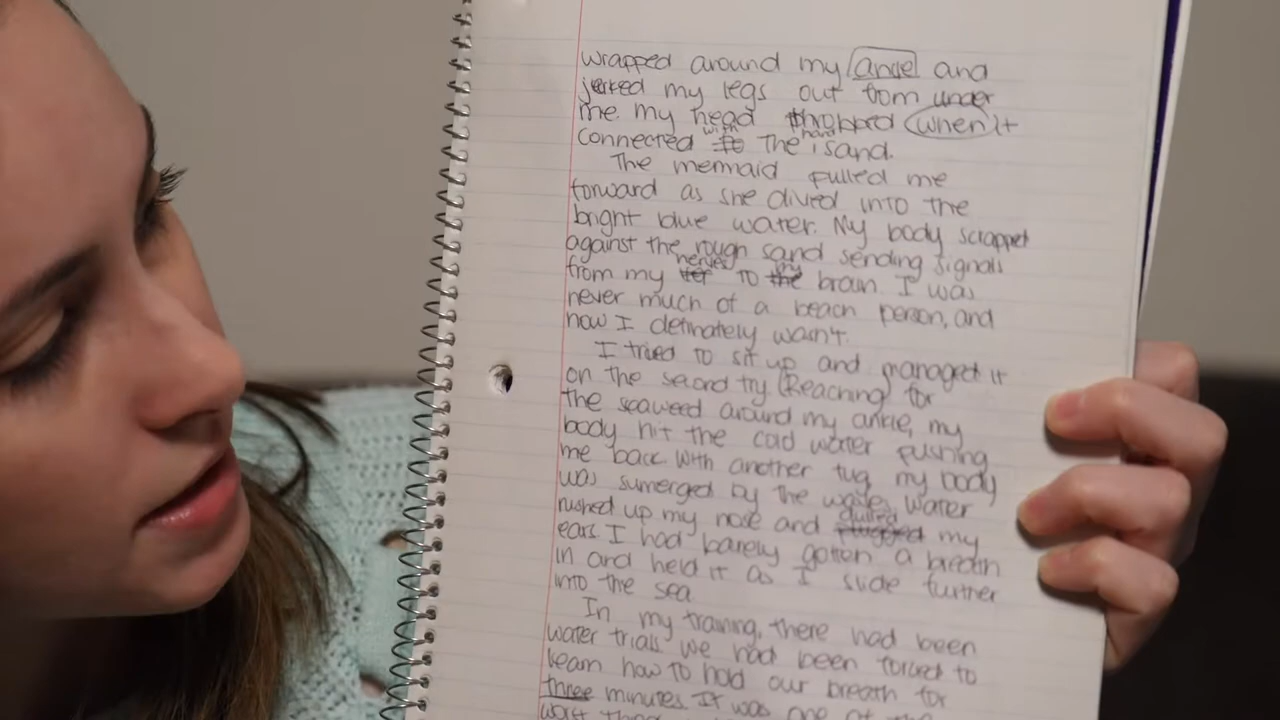 wrapped around my angel and
jerked my legs out from under
me. my head throbbed when it
connected with the hard sand.
The mermaid pulled me
forward as she dived into the
bright blue water. My body scrapped
against the rough sand sending signals
from my nerves to my brain. I was
never much of a beach person, and
now I definately wasn't.
I tried to sit up and managed it
on the second try. Reaching for
the seaweed around my ankle, my
body hit the cold water pushing
me back. With another tug my body
was sumerged by the water
rushed up my nose and dulled my
ears. I had barely gotten a breath
in and held it as I slide further
into the sea
In my training, there had been
water trials we had been forced to
learn how to hold our breath for
three minutes. It was one of the
worst